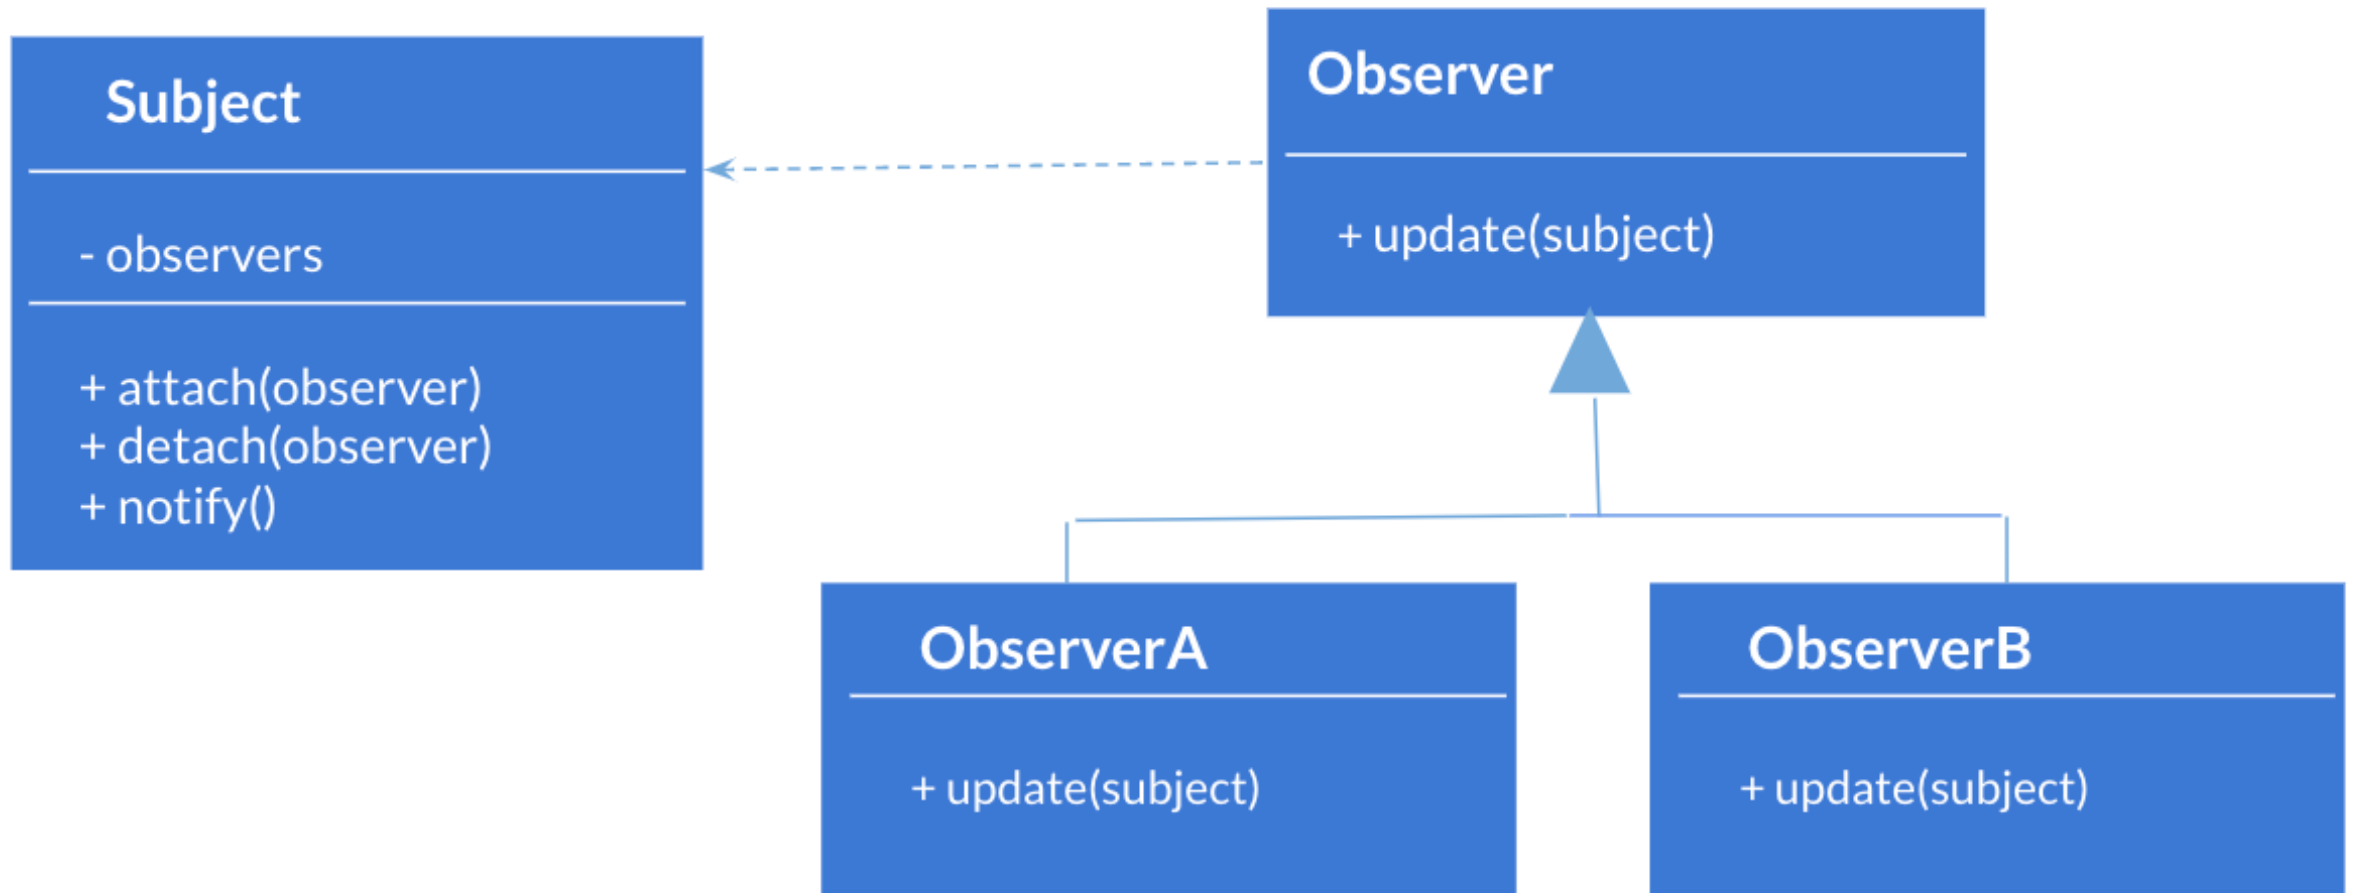 Subject
- observers
+ attach(observer)
+ detach(observer)
+ notify()
Observer
+ update(subject)
ObserverA
+ update(subject)
ObserverB
+ update(subject)